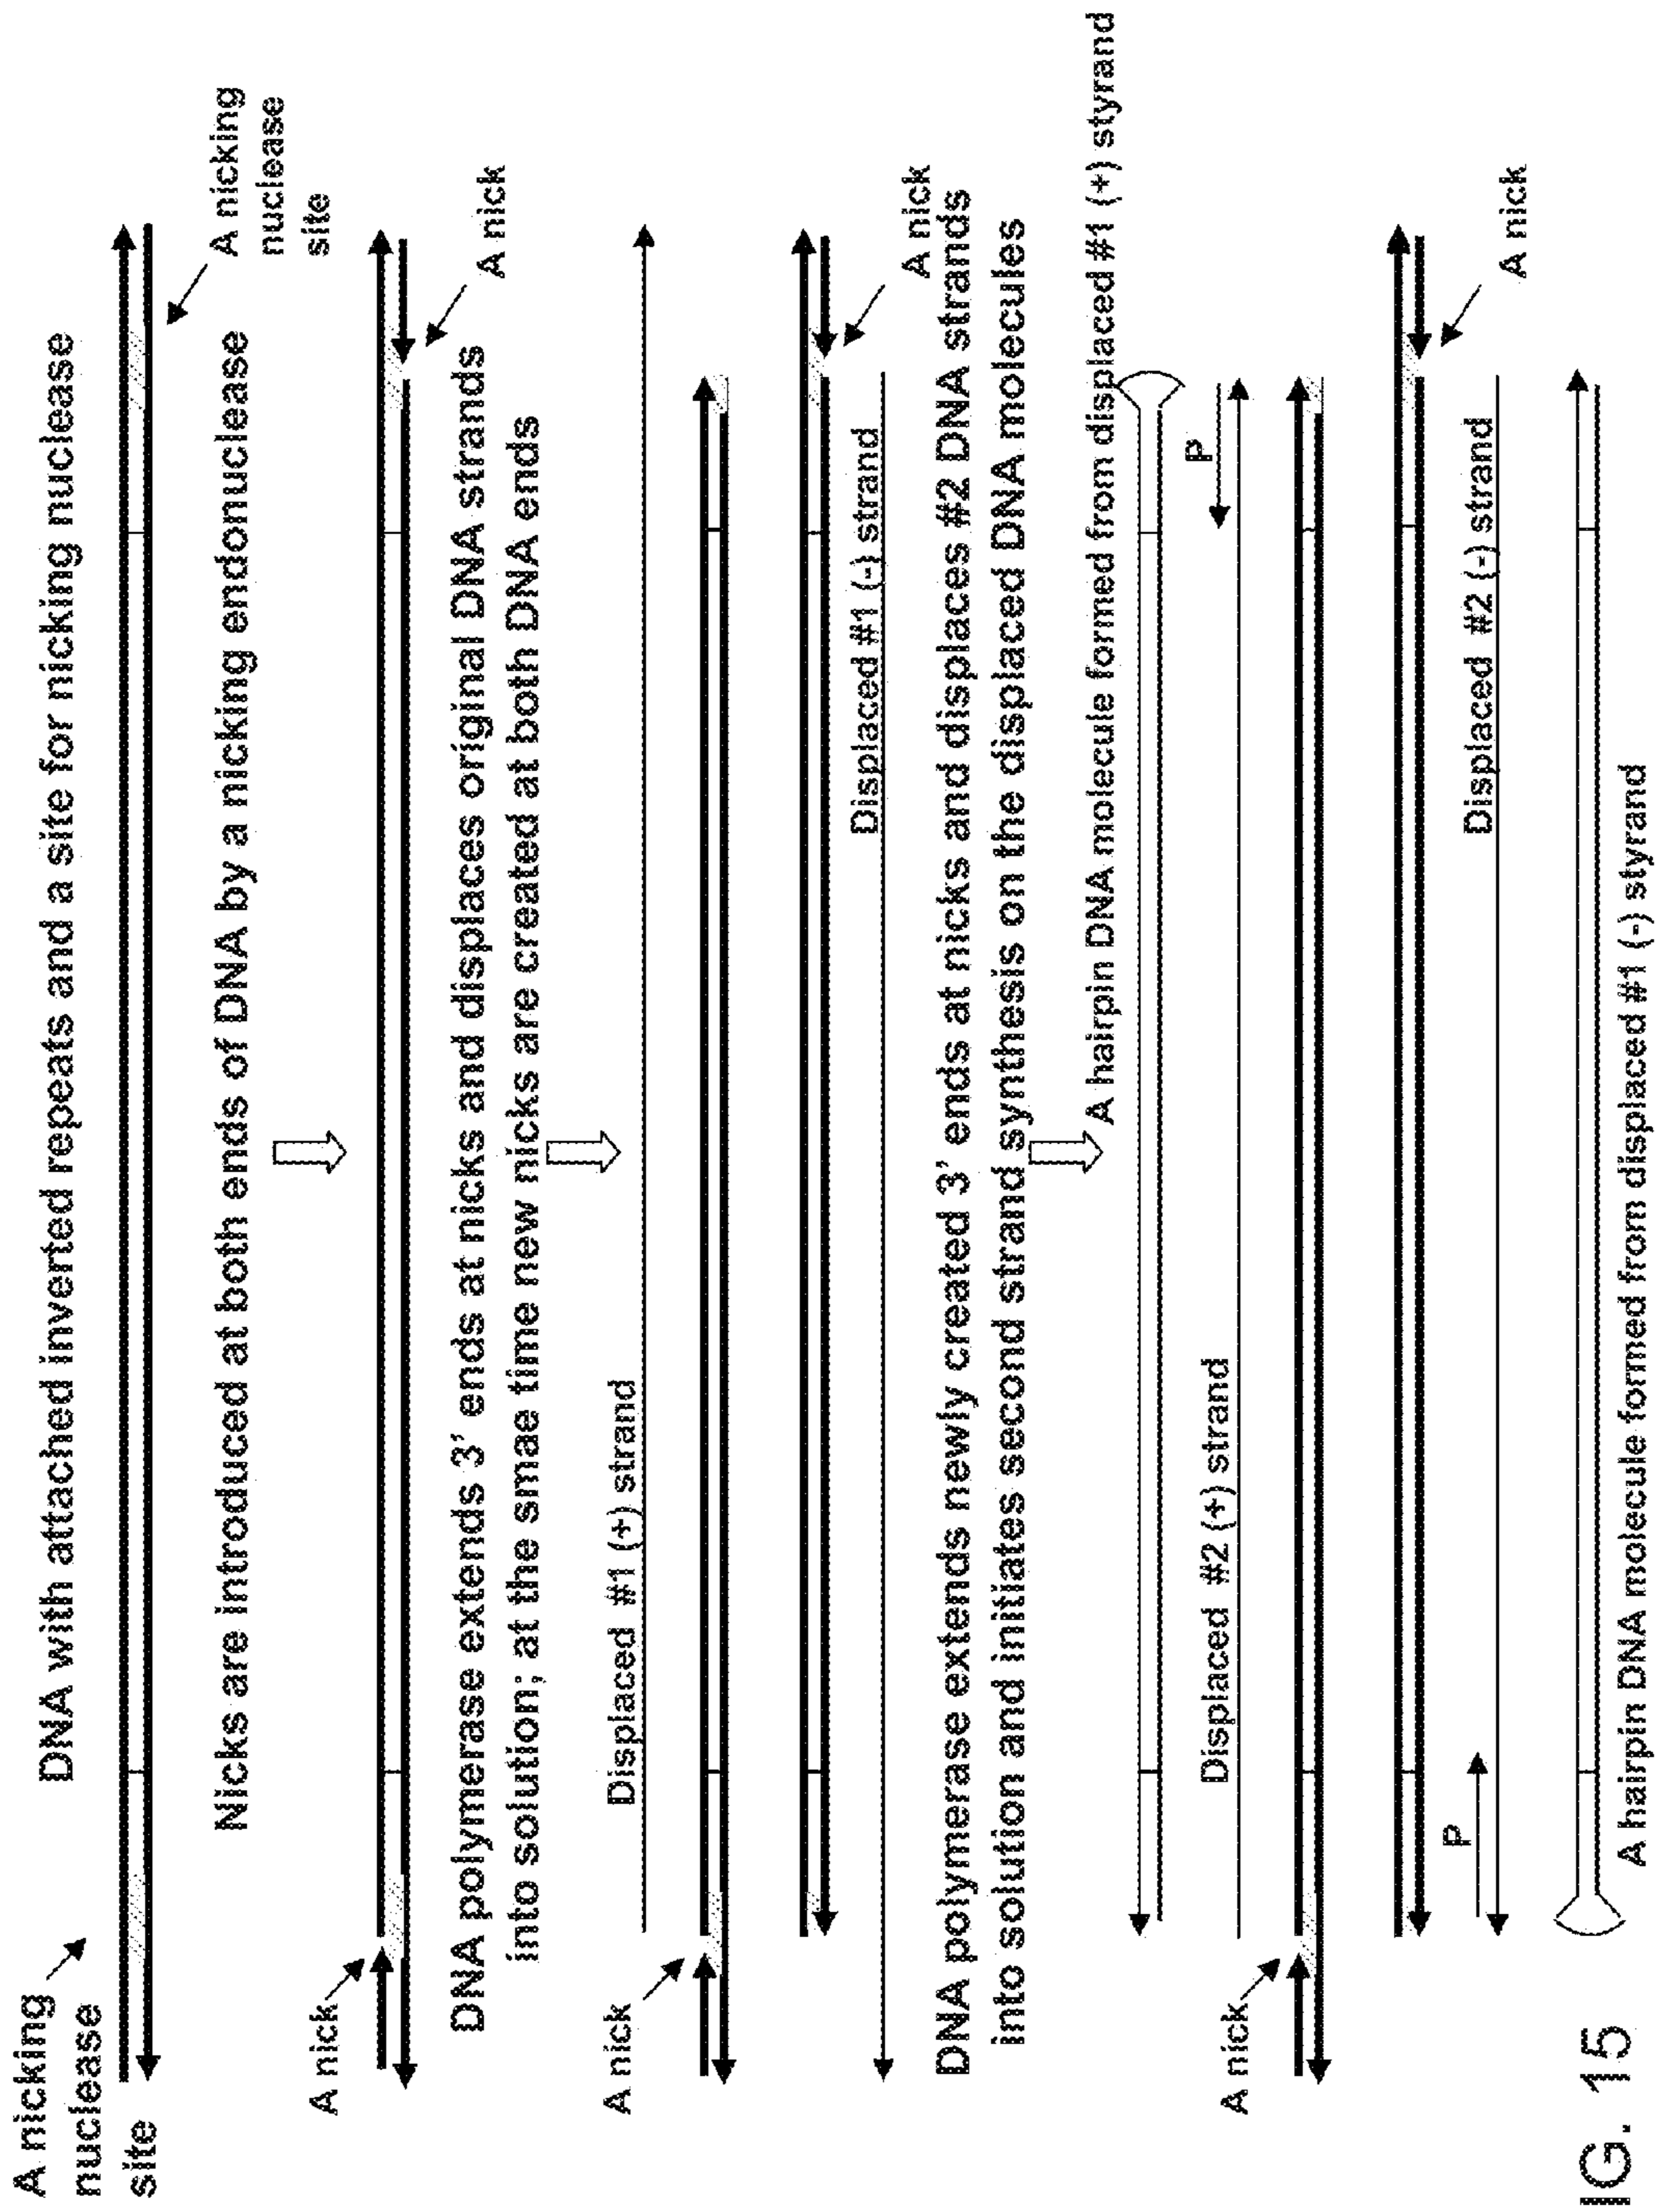 A nicking
nuclease
site
DNA with attached inverted repeats and a site for nicking nuclease
A nicking
nuclease
site
Nicks are introduced at both ends of DNA by a nicking endonuclease
A nick
A nick
DNA polymerase extends 3' ends at nicks and displaces original DNA strands
into solution; at the smae time new nicks are created at both DNA ends
Displaced #1 (+) strand
A nick
A nick
Displaced #1 (-) strand
DNA polymerase extends newly created 3' ends at nicks and displaces #2 DNA strands
into solution and initiates second strand synthesis on the displaced DNA molecules
A hairpin DNA molecule formed from displaced #1 (+) styrand
P
Displaced #2 (+) strand
A nick
A nick
P
Displaced #2 (-) strand
A hairpin DNA molecule formed from displaced #1 (-) styrand
IG. 15